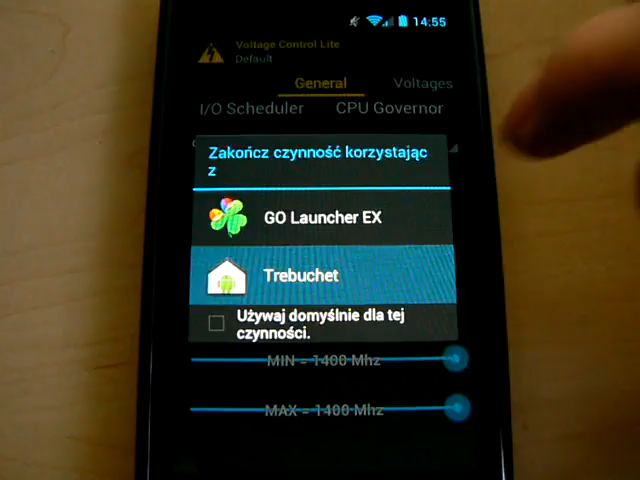 14:55
Voltage Control Lite
Default
General Voltages
I/O Scheduler CPU Governor
Zakończ czynność korzystając
z
GO Launcher EX
Trebuchet
Używaj domyślnie dla tej
czynności.
MIN = 1400 Mhz
MAX = 1400 Mhz